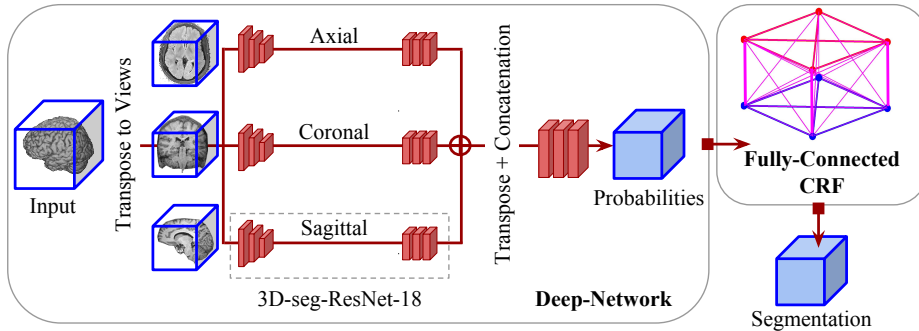 Input
Transpose to Views
Axial
Coronal
Sagittal
3D-seg-ResNet-18
Transpose + Concatenation
Probabilities
Deep-Network
Fully-Connected
CRF
Segmentation